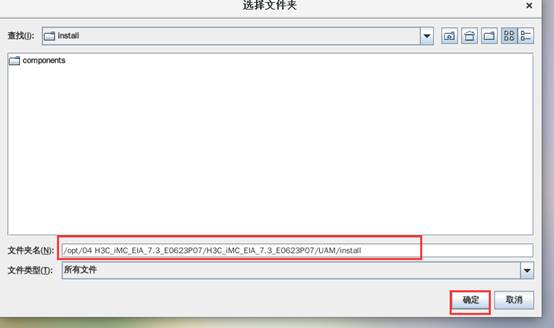 选择文件夹
查找(I): install
components
文件夹名(N): /opt/04 H3C_iMC_EIA_7.3_E0623P07/H3C_iMC_EIA_7.3_E0623P07/UAM/install
文件类型(T): 所有文件
确定 取消